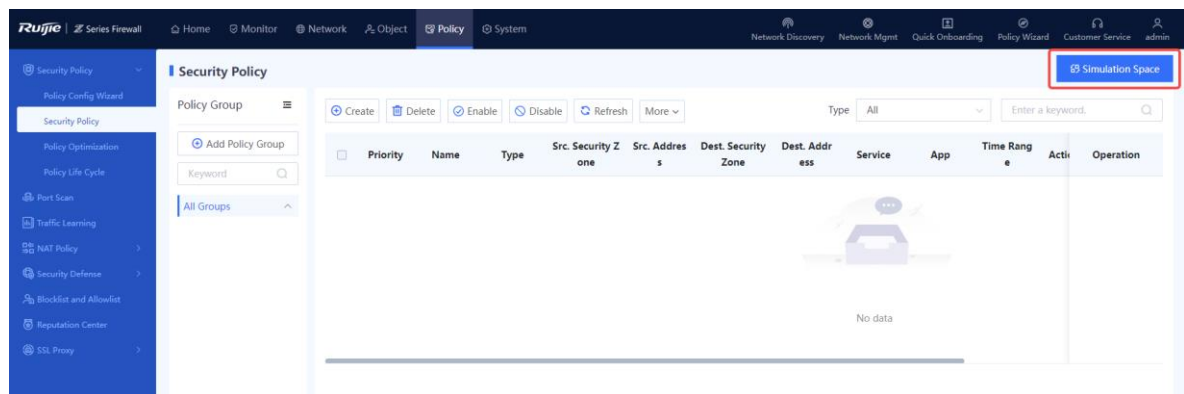 Ruijie | Z Series Firewall
Home
Monitor
Network
Object
Policy
System
Network Discovery
Network Mgmt
Quick Onboarding
Policy Wizard
Customer Service
admin
Security Policy
Policy Config Wizard
Security Policy
Policy Optimization
Policy Life Cycle
Port Scan
Traffic Learning
NAT Policy
Security Defense
Blocklist and Allowlist
Reputation Center
SSL Proxy
Security Policy
Simulation Space
Policy Group
Add Policy Group
Keyword
All Groups
Create
Delete
Enable
Disable
Refresh
More
Type
All
Enter a keyword.
Priority
Name
Type
Src. Security Z
one
Src. Addres
s
Dest. Security
Zone
Dest. Addr
ess
Service
App
Time Rang
e
Acti
Operation
No data